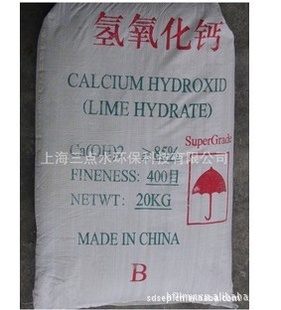 氢氧化钙
CALCIUM HYDROXID
(LIME HYDRATE)
SuperGrade
Ca(OH)2 ≥85%
上海三点水环保科技有限公司
FINENESS: 400目
NETWT: 20KG
MADE IN CHINA
B